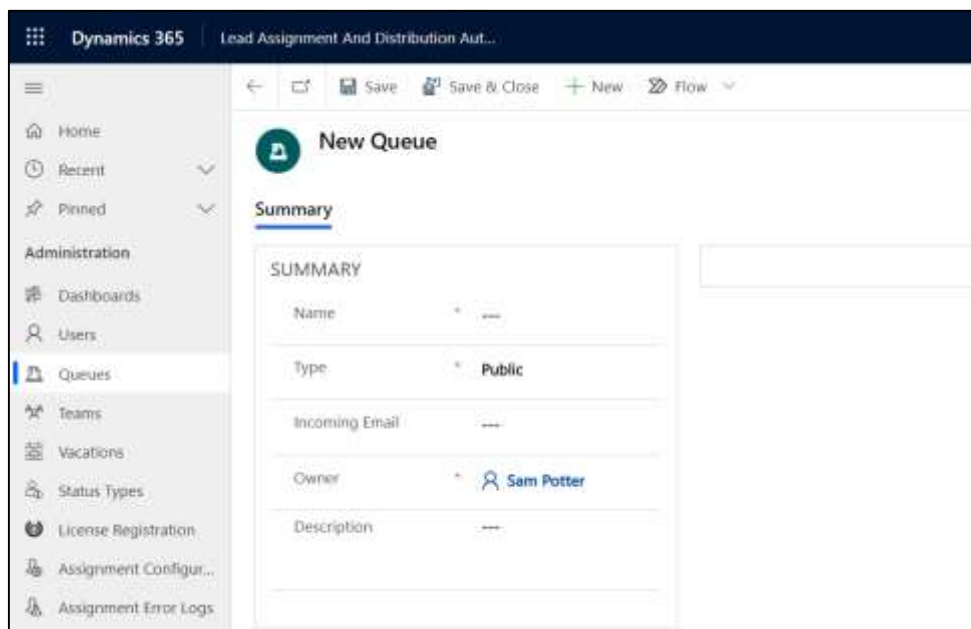 Dynamics 365 Lead Assignment And Distribution Aut...
Save Save & Close New Flow
Home
Recent
Pinned
Administration
Dashboards
Users
Queues
Teams
Vacations
Status Types
License Registration
Assignment Configur...
Assignment Error Logs
New Queue
Summary
SUMMARY
Name * ---
Type * Public
Incoming Email ---
Owner * Sam Potter
Description ---